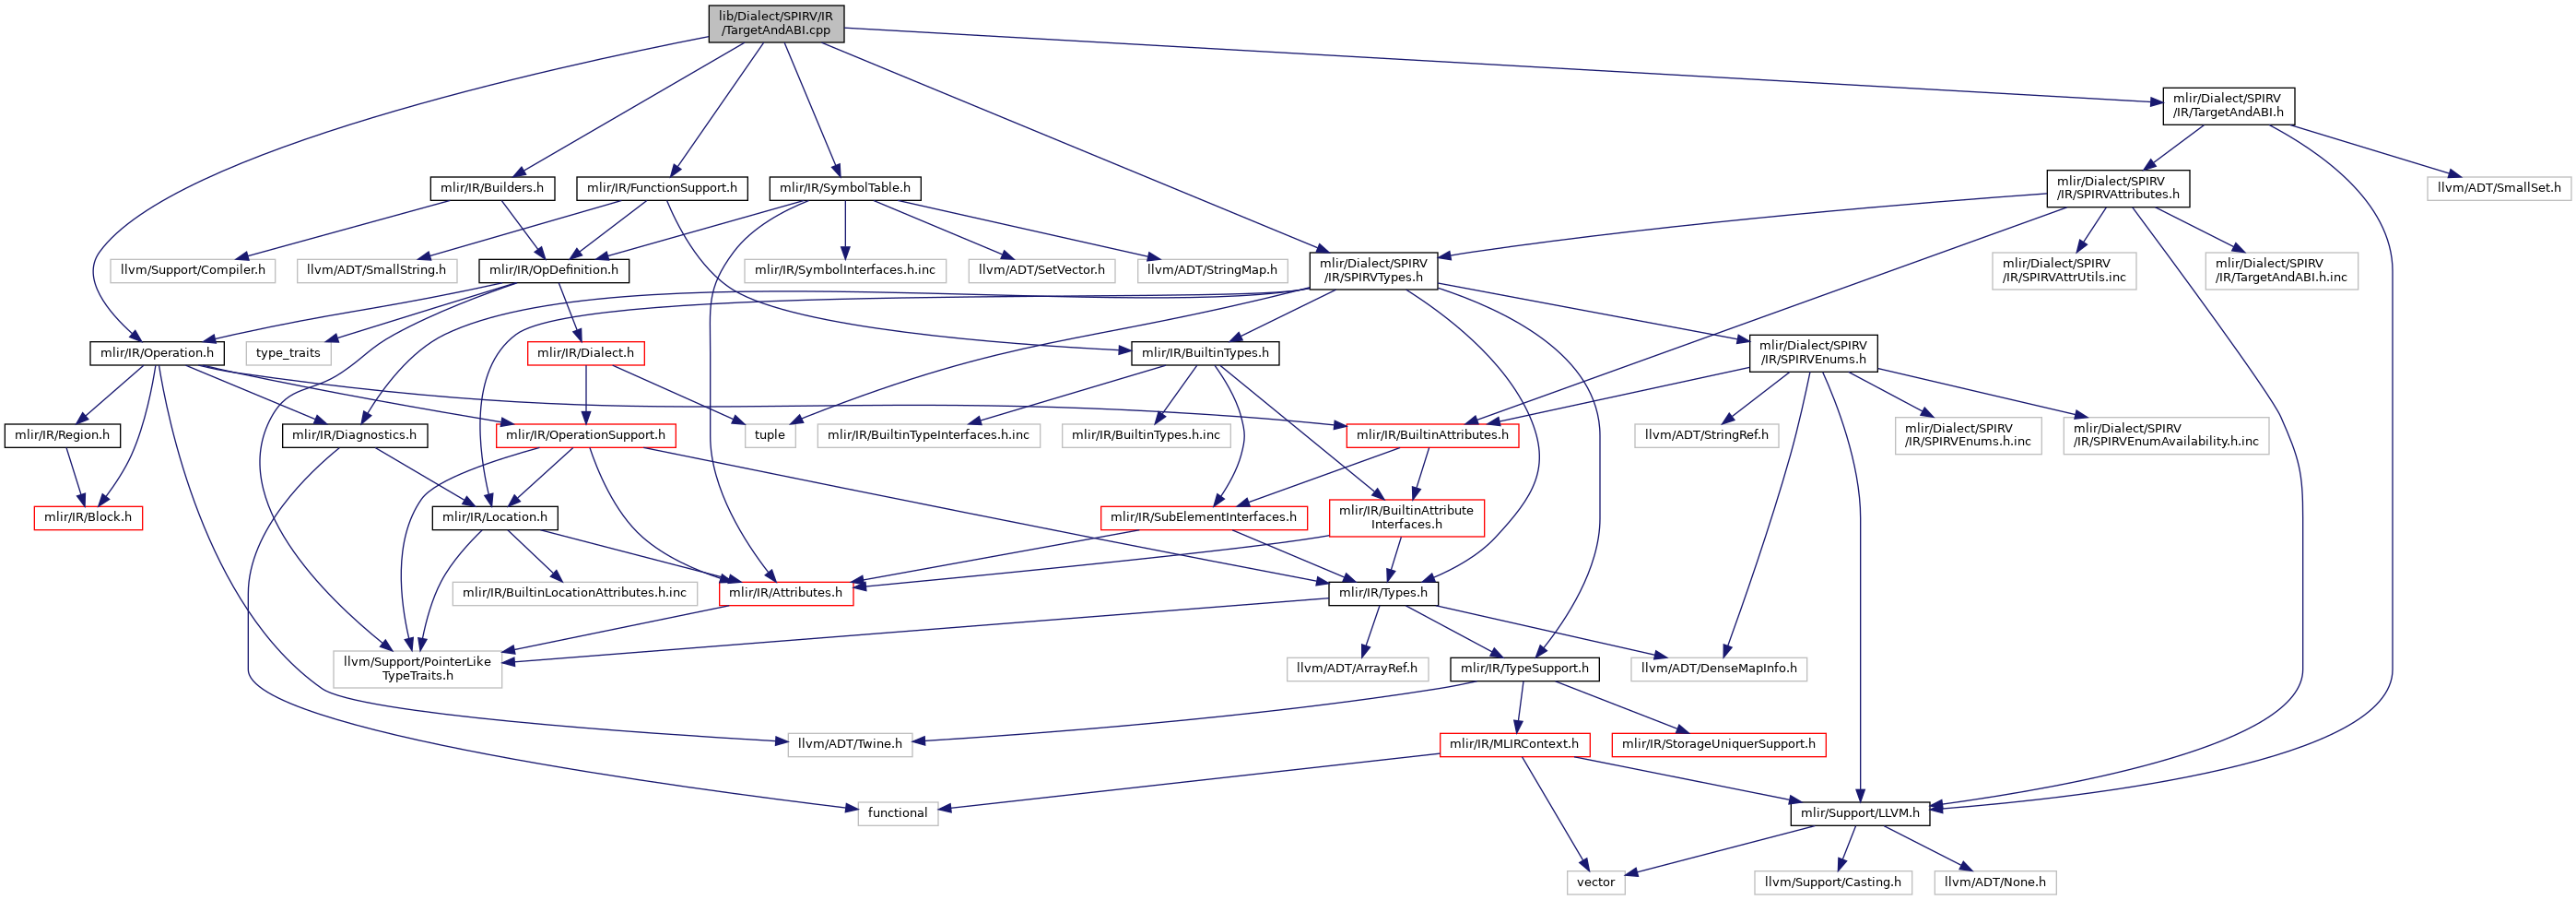 lib/Dialect/SPIRV/IR
/TargetAndABI.cpp
mlir/Dialect/SPIRV
/IR/TargetAndABI.h
mlir/IR/Builders.h
mlir/IR/FunctionSupport.h
mlir/IR/SymbolTable.h
mlir/Dialect/SPIRV
/IR/SPIRVAttributes.h
llvm/ADT/SmallSet.h
llvm/Support/Compiler.h
llvm/ADT/SmallString.h
mlir/IR/OpDefinition.h
mlir/IR/SymbolInterfaces.h.inc
llvm/ADT/SetVector.h
llvm/ADT/StringMap.h
mlir/Dialect/SPIRV
/IR/SPIRVTypes.h
mlir/Dialect/SPIRV
/IR/SPIRVAttrUtils.inc
mlir/Dialect/SPIRV
/IR/TargetAndABI.h.inc
mlir/IR/Operation.h
type_traits
mlir/IR/Dialect.h
mlir/IR/BuiltinTypes.h
mlir/Dialect/SPIRV
/IR/SPIRVEnums.h
mlir/IR/Region.h
mlir/IR/Diagnostics.h
mlir/IR/OperationSupport.h
tuple
mlir/IR/BuiltinTypeInterfaces.h.inc
mlir/IR/BuiltinTypes.h.inc
mlir/IR/BuiltinAttributes.h
llvm/ADT/StringRef.h
mlir/Dialect/SPIRV
/IR/SPIRVEnums.h.inc
mlir/Dialect/SPIRV
/IR/SPIRVEnumAvailability.h.inc
mlir/IR/Block.h
mlir/IR/Location.h
mlir/IR/SubElementInterfaces.h
mlir/IR/BuiltinAttribute
Interfaces.h
mlir/IR/BuiltinLocationAttributes.h.inc
mlir/IR/Attributes.h
mlir/IR/Types.h
llvm/Support/PointerLike
TypeTraits.h
llvm/ADT/ArrayRef.h
mlir/IR/TypeSupport.h
llvm/ADT/DenseMapInfo.h
llvm/ADT/Twine.h
mlir/IR/MLIRContext.h
mlir/IR/StorageUniquerSupport.h
functional
mlir/Support/LLVM.h
vector
llvm/Support/Casting.h
llvm/ADT/None.h